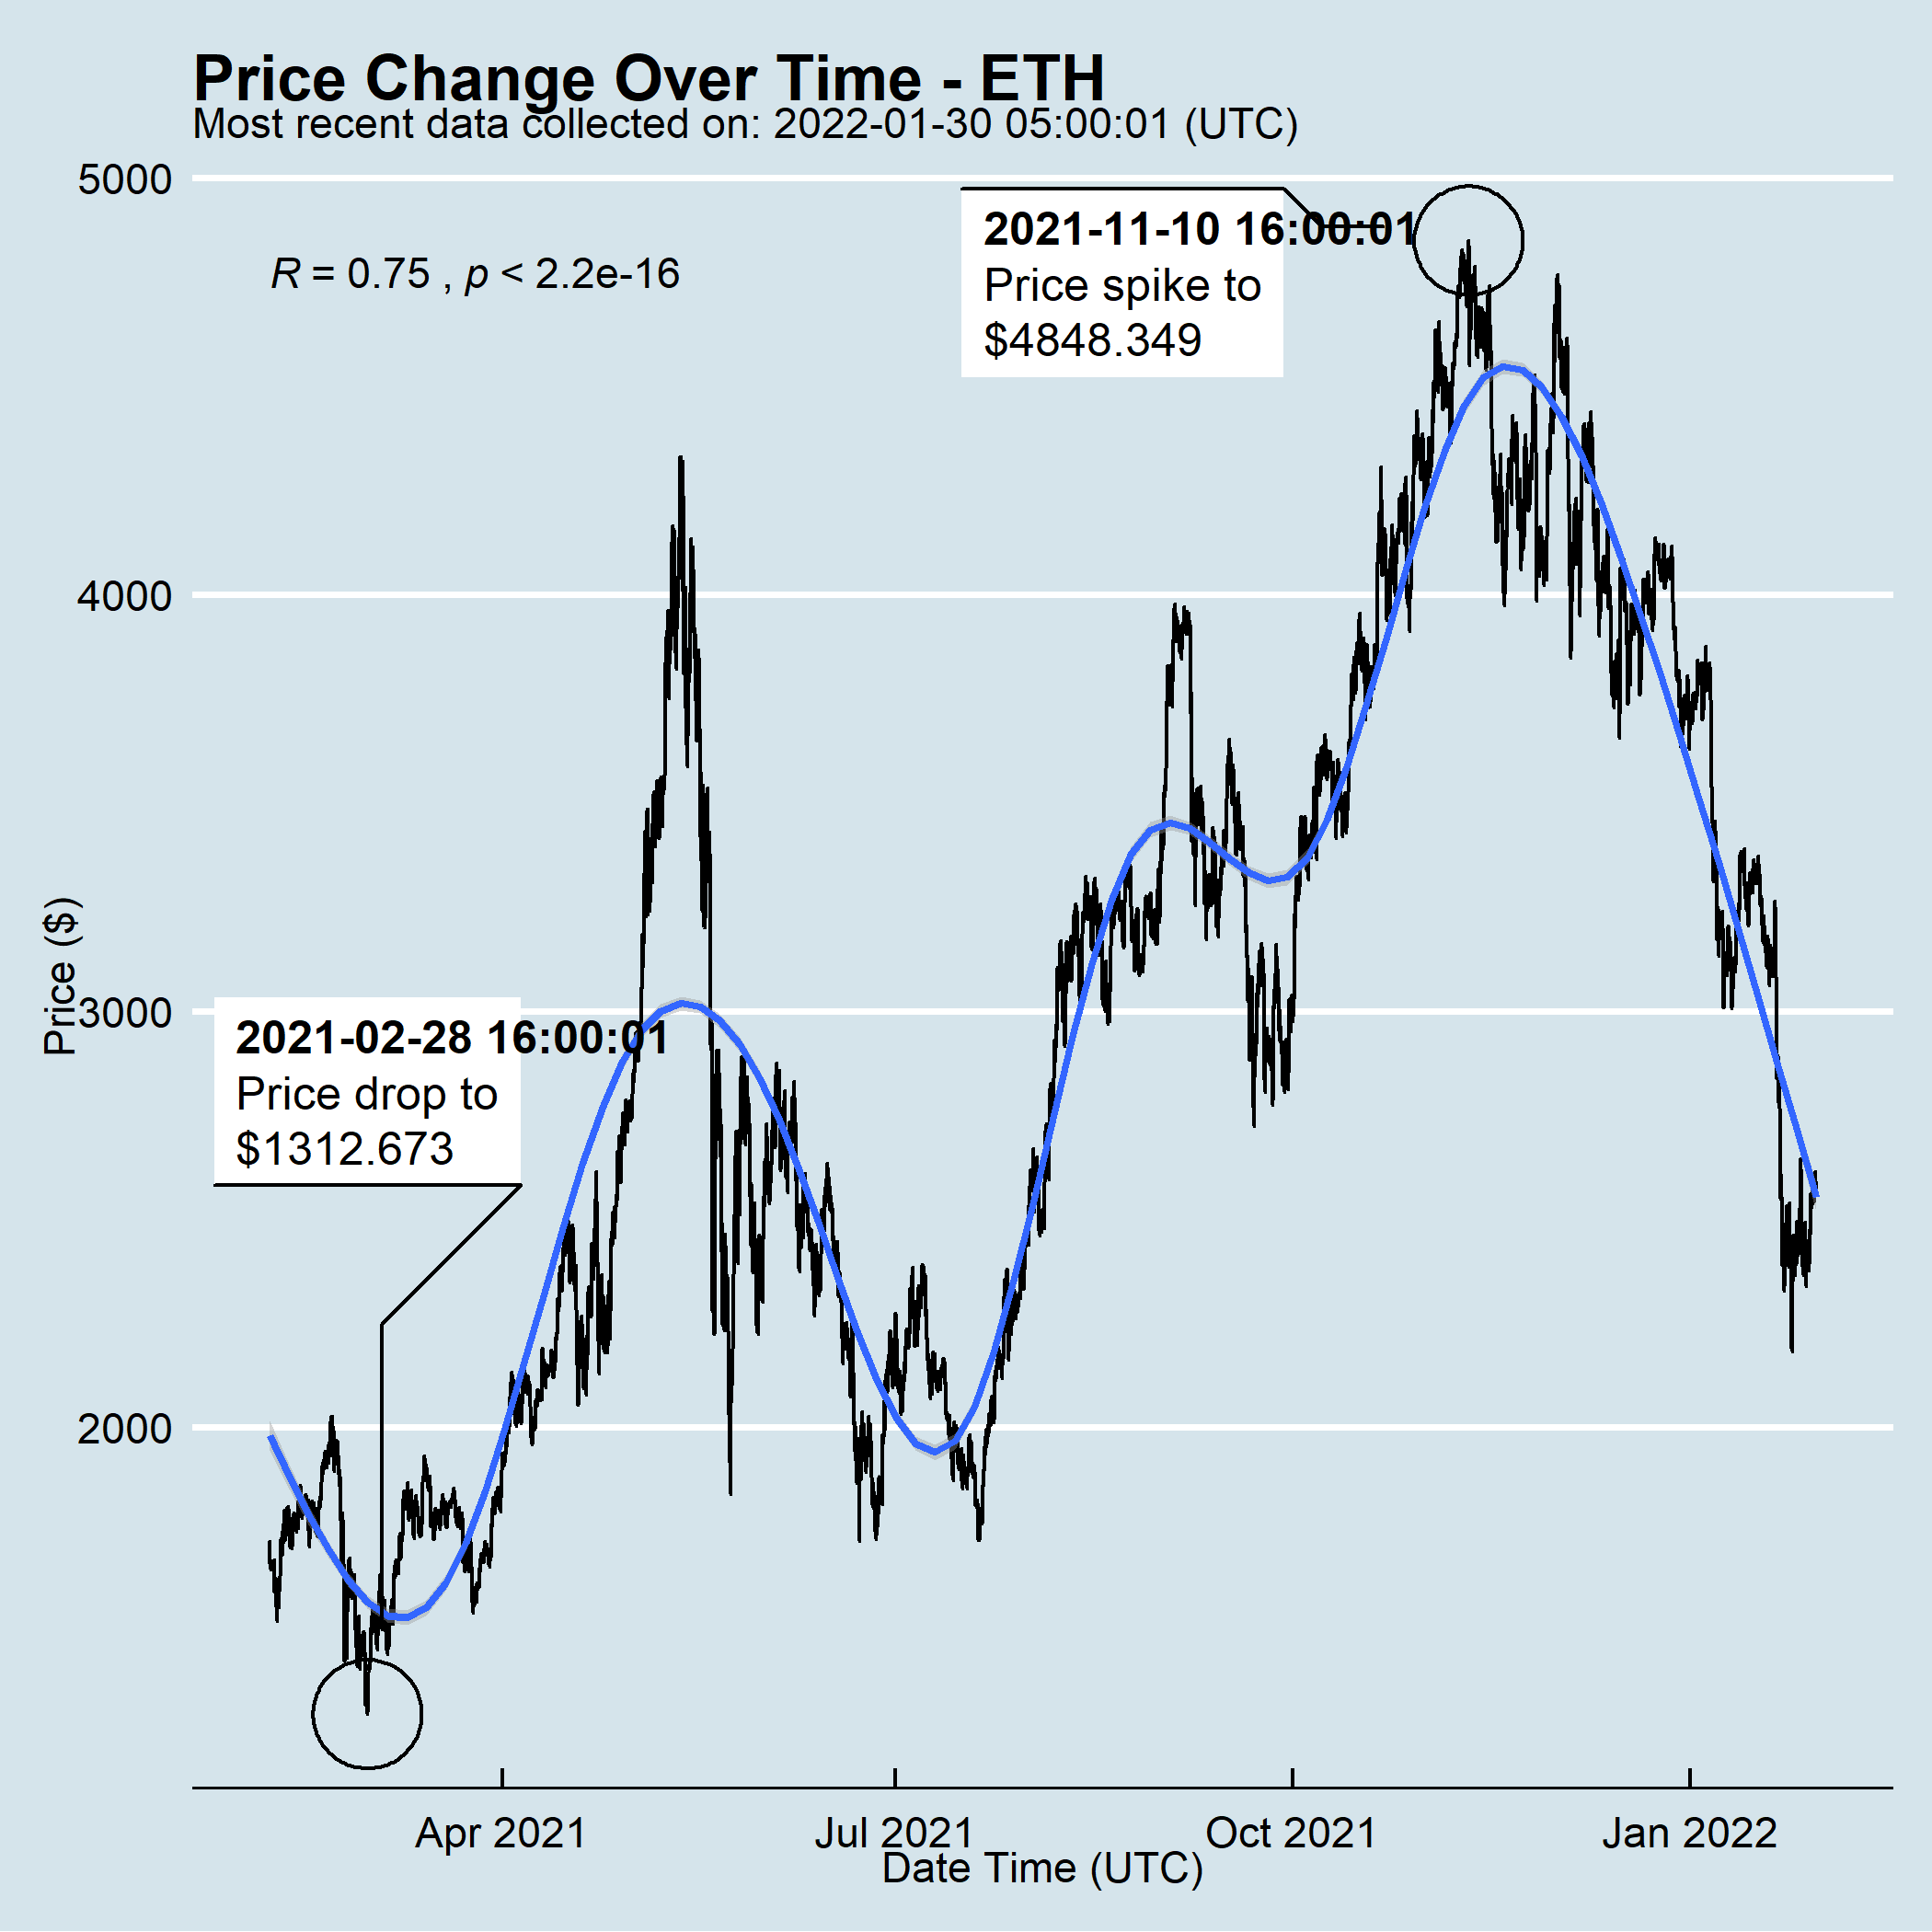 Price Change Over Time - ETH
Most recent data collected on: 2022-01-30 05:00:01 (UTC)
5000
2021-11-10 16:00:01
Price spike to
$4848.349
R = 0.75 , p < 2.2e-16
4000
Price ($)
3000
2021-02-28 16:00:01
Price drop to
$1312.673
2000
Apr 2021
Jul 2021
Oct 2021
Jan 2022
Date Time (UTC)